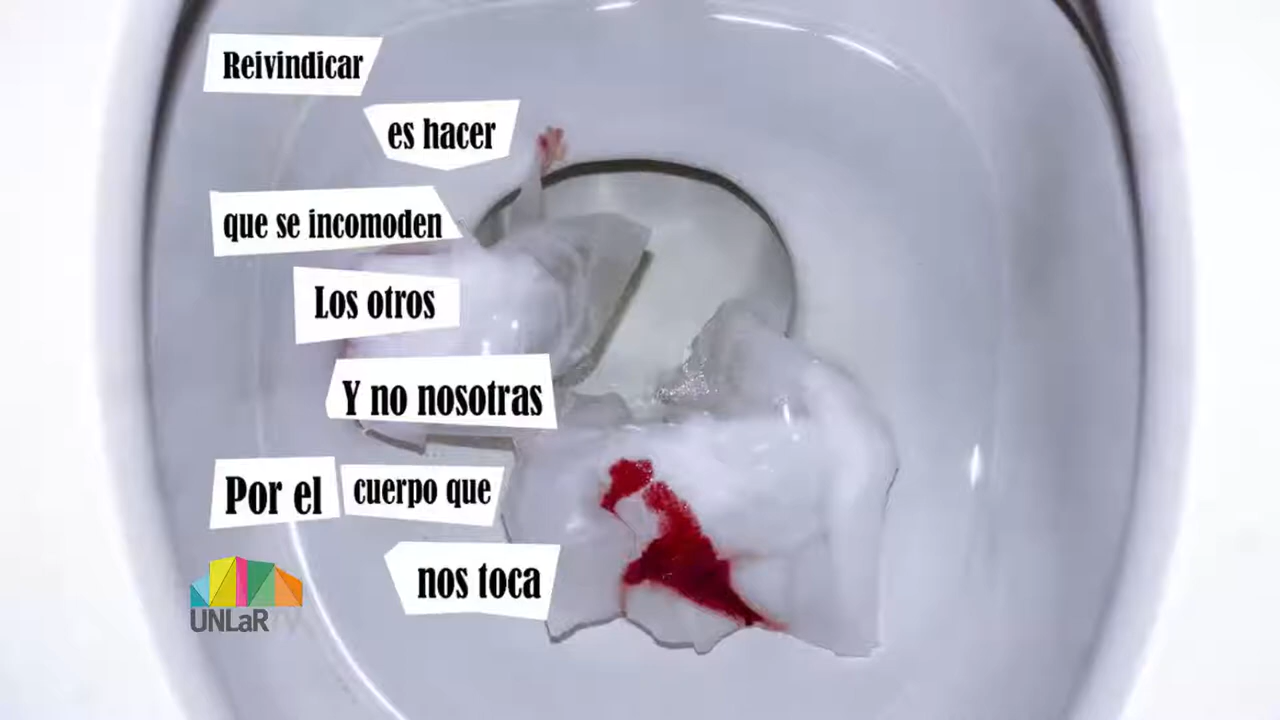 Reivindicar
es hacer
que se incomoden
Los otros
Y no nosotras
Por el cuerpo que
nos toca
UNLaR TV